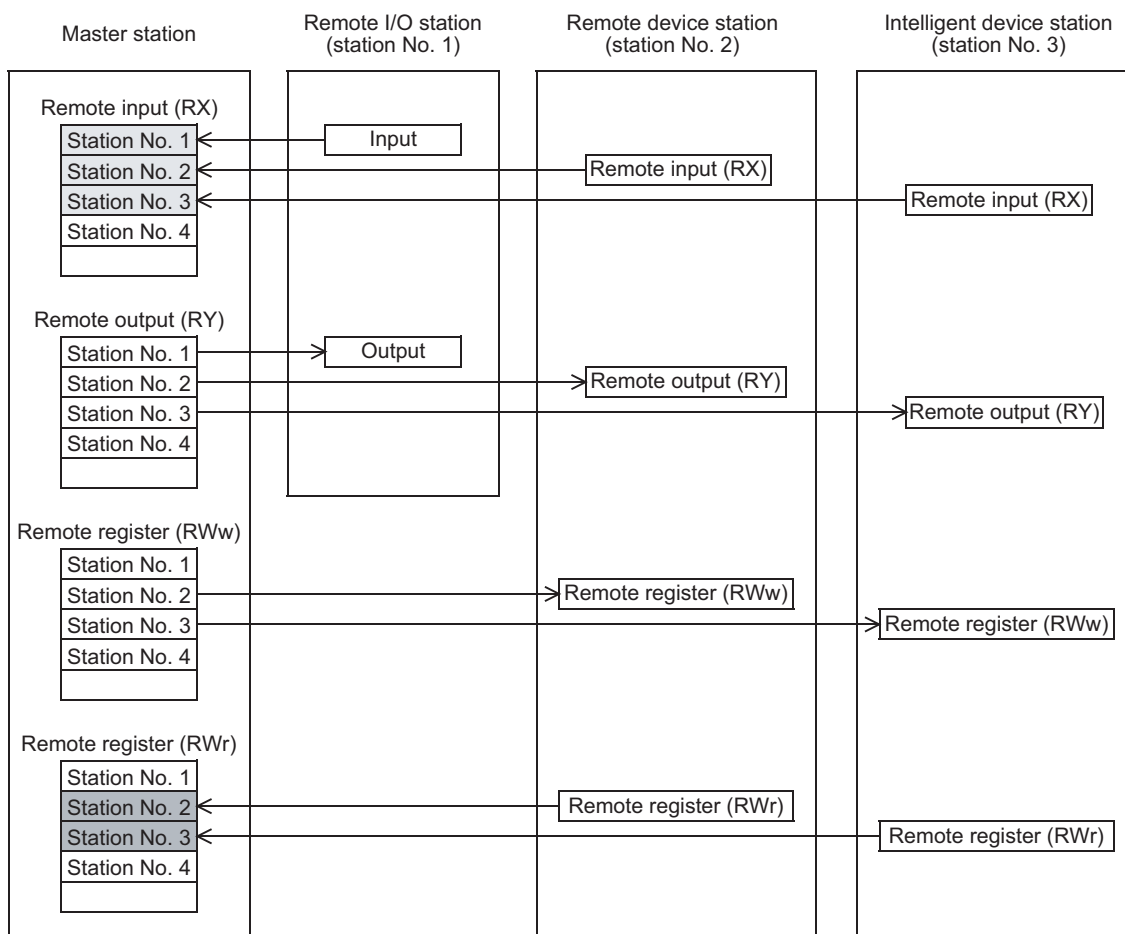 Master station
Remote I/O station
(station No. 1)
Remote device station
(station No. 2)
Intelligent device station
(station No. 3)
Remote input (RX)
Station No. 1
Input
Station No. 2
Remote input (RX)
Station No. 3
Remote input (RX)
Station No. 4
Remote output (RY)
Station No. 1
Output
Station No. 2
Remote output (RY)
Station No. 3
Remote output (RY)
Station No. 4
Remote register (RWw)
Station No. 1
Station No. 2
Remote register (RWw)
Station No. 3
Remote register (RWw)
Station No. 4
Remote register (RWr)
Station No. 1
Station No. 2
Remote register (RWr)
Station No. 3
Remote register (RWr)
Station No. 4